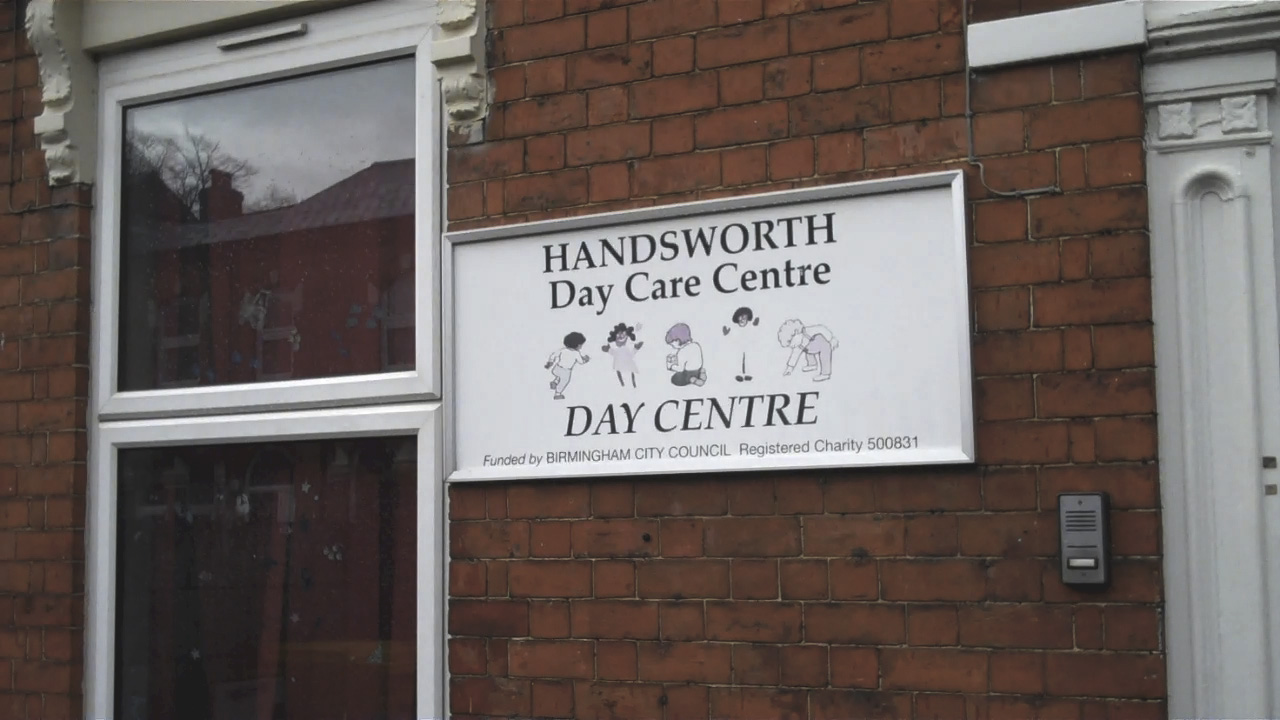 HANDSWORTH
Day Care Centre
DAY CENTRE
Funded by BIRMINGHAM CITY COUNCIL Registered Charity 500831